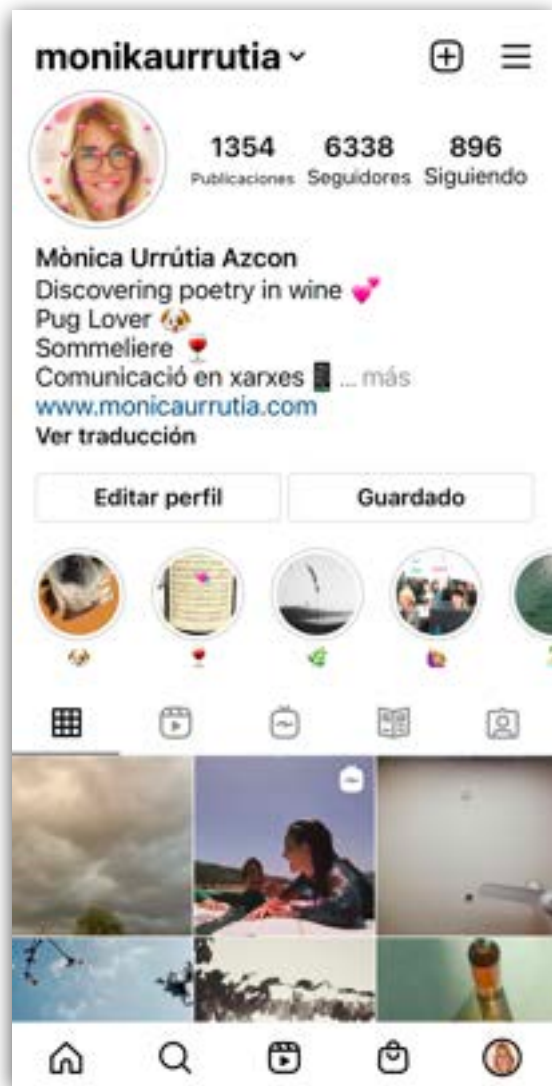 monikaurrutia
1354 6338 896
Publicaciones Seguidores Siguiendo
Mònica Urrútia Azcon
Discovering poetry in wine 💕
Pug Lover 🐶
Sommeliere 🍷
Comunicació en xarxes 📱 ... más
www.monicaurrutia.com
Ver traducción
Editar perfil Guardado